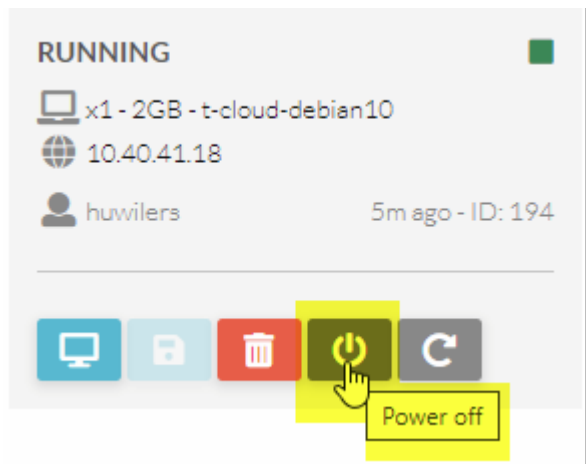 RUNNING
x1 - 2GB - t-cloud-debian10
10.40.41.18
huwilers 5m ago - ID: 194
Power off